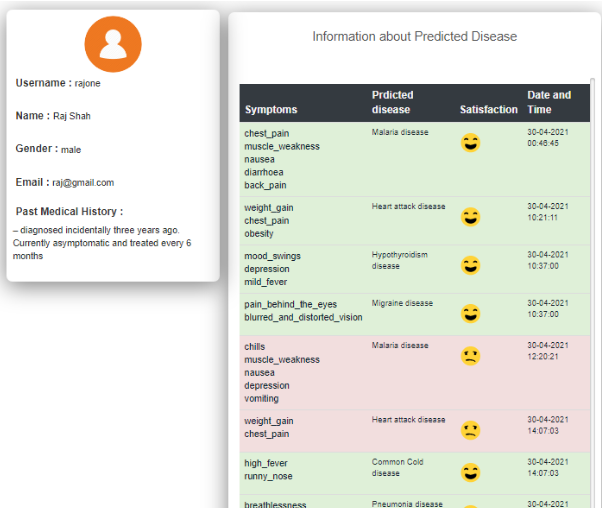 Username : rajone
Name : Raj Shah
Gender : male
Email : raj@gmail.com
Past Medical History :
– diagnosed incidentally three years ago.
Currently asymptomatic and treated every 6
months
Information about Predicted Disease
Symptoms Prdicted disease Satisfaction Date and Time
chest_pain Malaria disease 30-04-2021
muscle_weakness 00:46:45
nausea
diarrhoea
back_pain
weight_gain Heart attack disease 30-04-2021
chest_pain 10:21:11
obesity
mood_swings Hypothyroidism 30-04-2021
depression disease 10:37:00
mild_fever
pain_behind_the_eyes Migraine disease 30-04-2021
blurred_and_distorted_vision 10:37:00
chills Malaria disease 30-04-2021
muscle_weakness 12:20:21
nausea
depression
vomiting
weight_gain Heart attack disease 30-04-2021
chest_pain 14:07:03
high_fever Common Cold 30-04-2021
runny_nose disease 14:07:03
breathlessness Pneumonia disease 30-04-2021